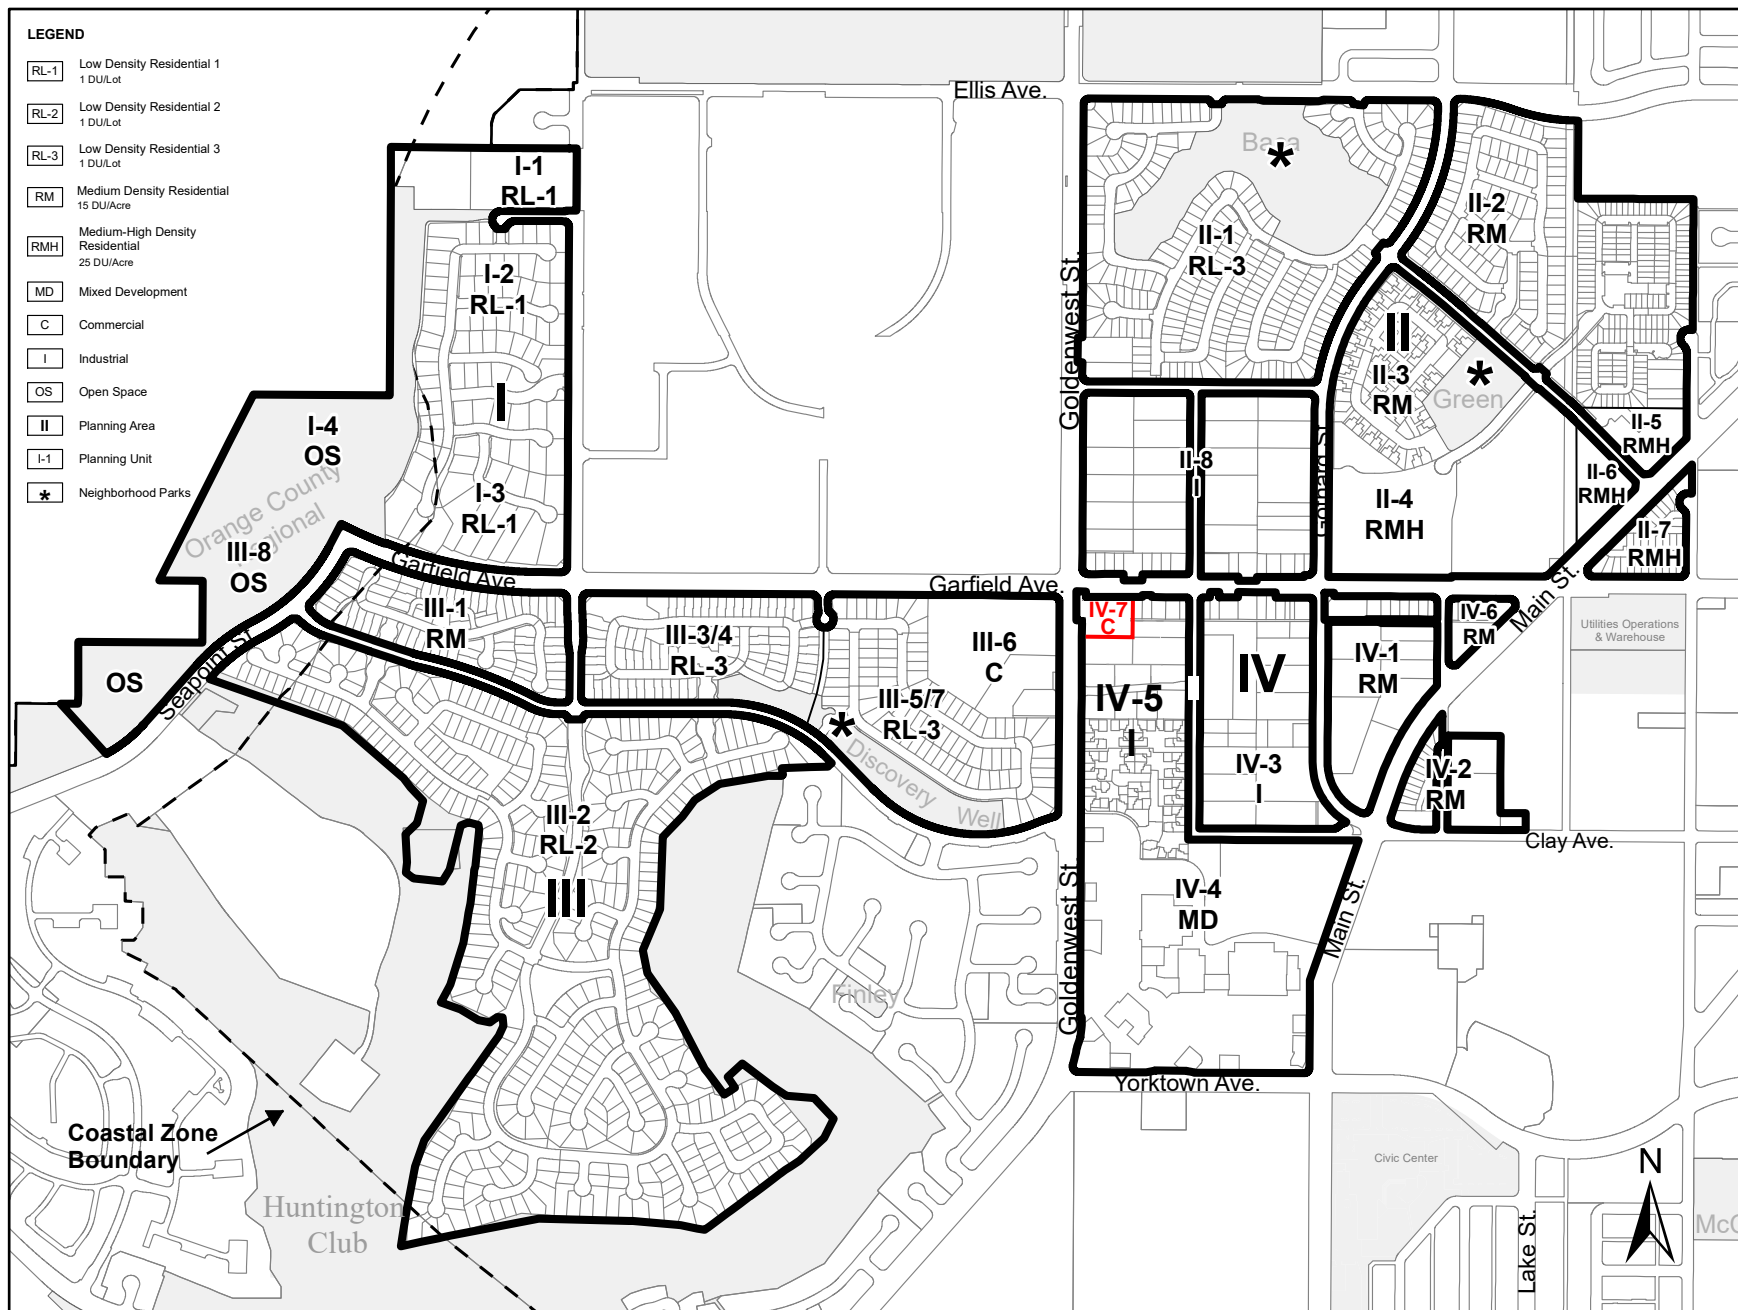 LEGEND
RL-1
Low Density Residential 1
1 DU/Lot
RL-2
Low Density Residential 2
1 DU/Lot
RL-3
Low Density Residential 3
1 DU/Lot
RM
Medium Density Residential
15 DU/Acre
RMH
Medium-High Density
Residential
25 DU/Acre
MD
Mixed Development
C
Commercial
I
Industrial
OS
Open Space
II
Planning Area
I-1
Planning Unit
*
Neighborhood Parks
Ellis Ave.
I-1
RL-1
I-2
RL-1
I
I-3
RL-1
I-4
OS
Orange County
Regional
III-8
OS
OS
Seapoint St
Garfield Ave.
Garfield Ave.
Goldenwest St.
Baca
*
II-1
RL-3
II-2
RM
II
II-3
RM
*
Green
II-4
RMH
II-5
RMH
II-6
RMH
II-7
RMH
II-8
I
Gothard St.
Main St.
III-1
RM
III-3/4
RL-3
III-6
C
III-5/7
RL-3
*
Discovery Well
III-2
RL-2
III
IV-7
C
IV-5
I
IV
IV-3
I
IV-1
RM
IV-6
RM
IV-2
RM
IV-4
MD
Utilities Operations
& Warehouse
Clay Ave.
Goldenwest St.
Main St.
Finley
Yorktown Ave.
Civic Center
Lake St.
N
Coastal Zone
Boundary
Huntington
Club